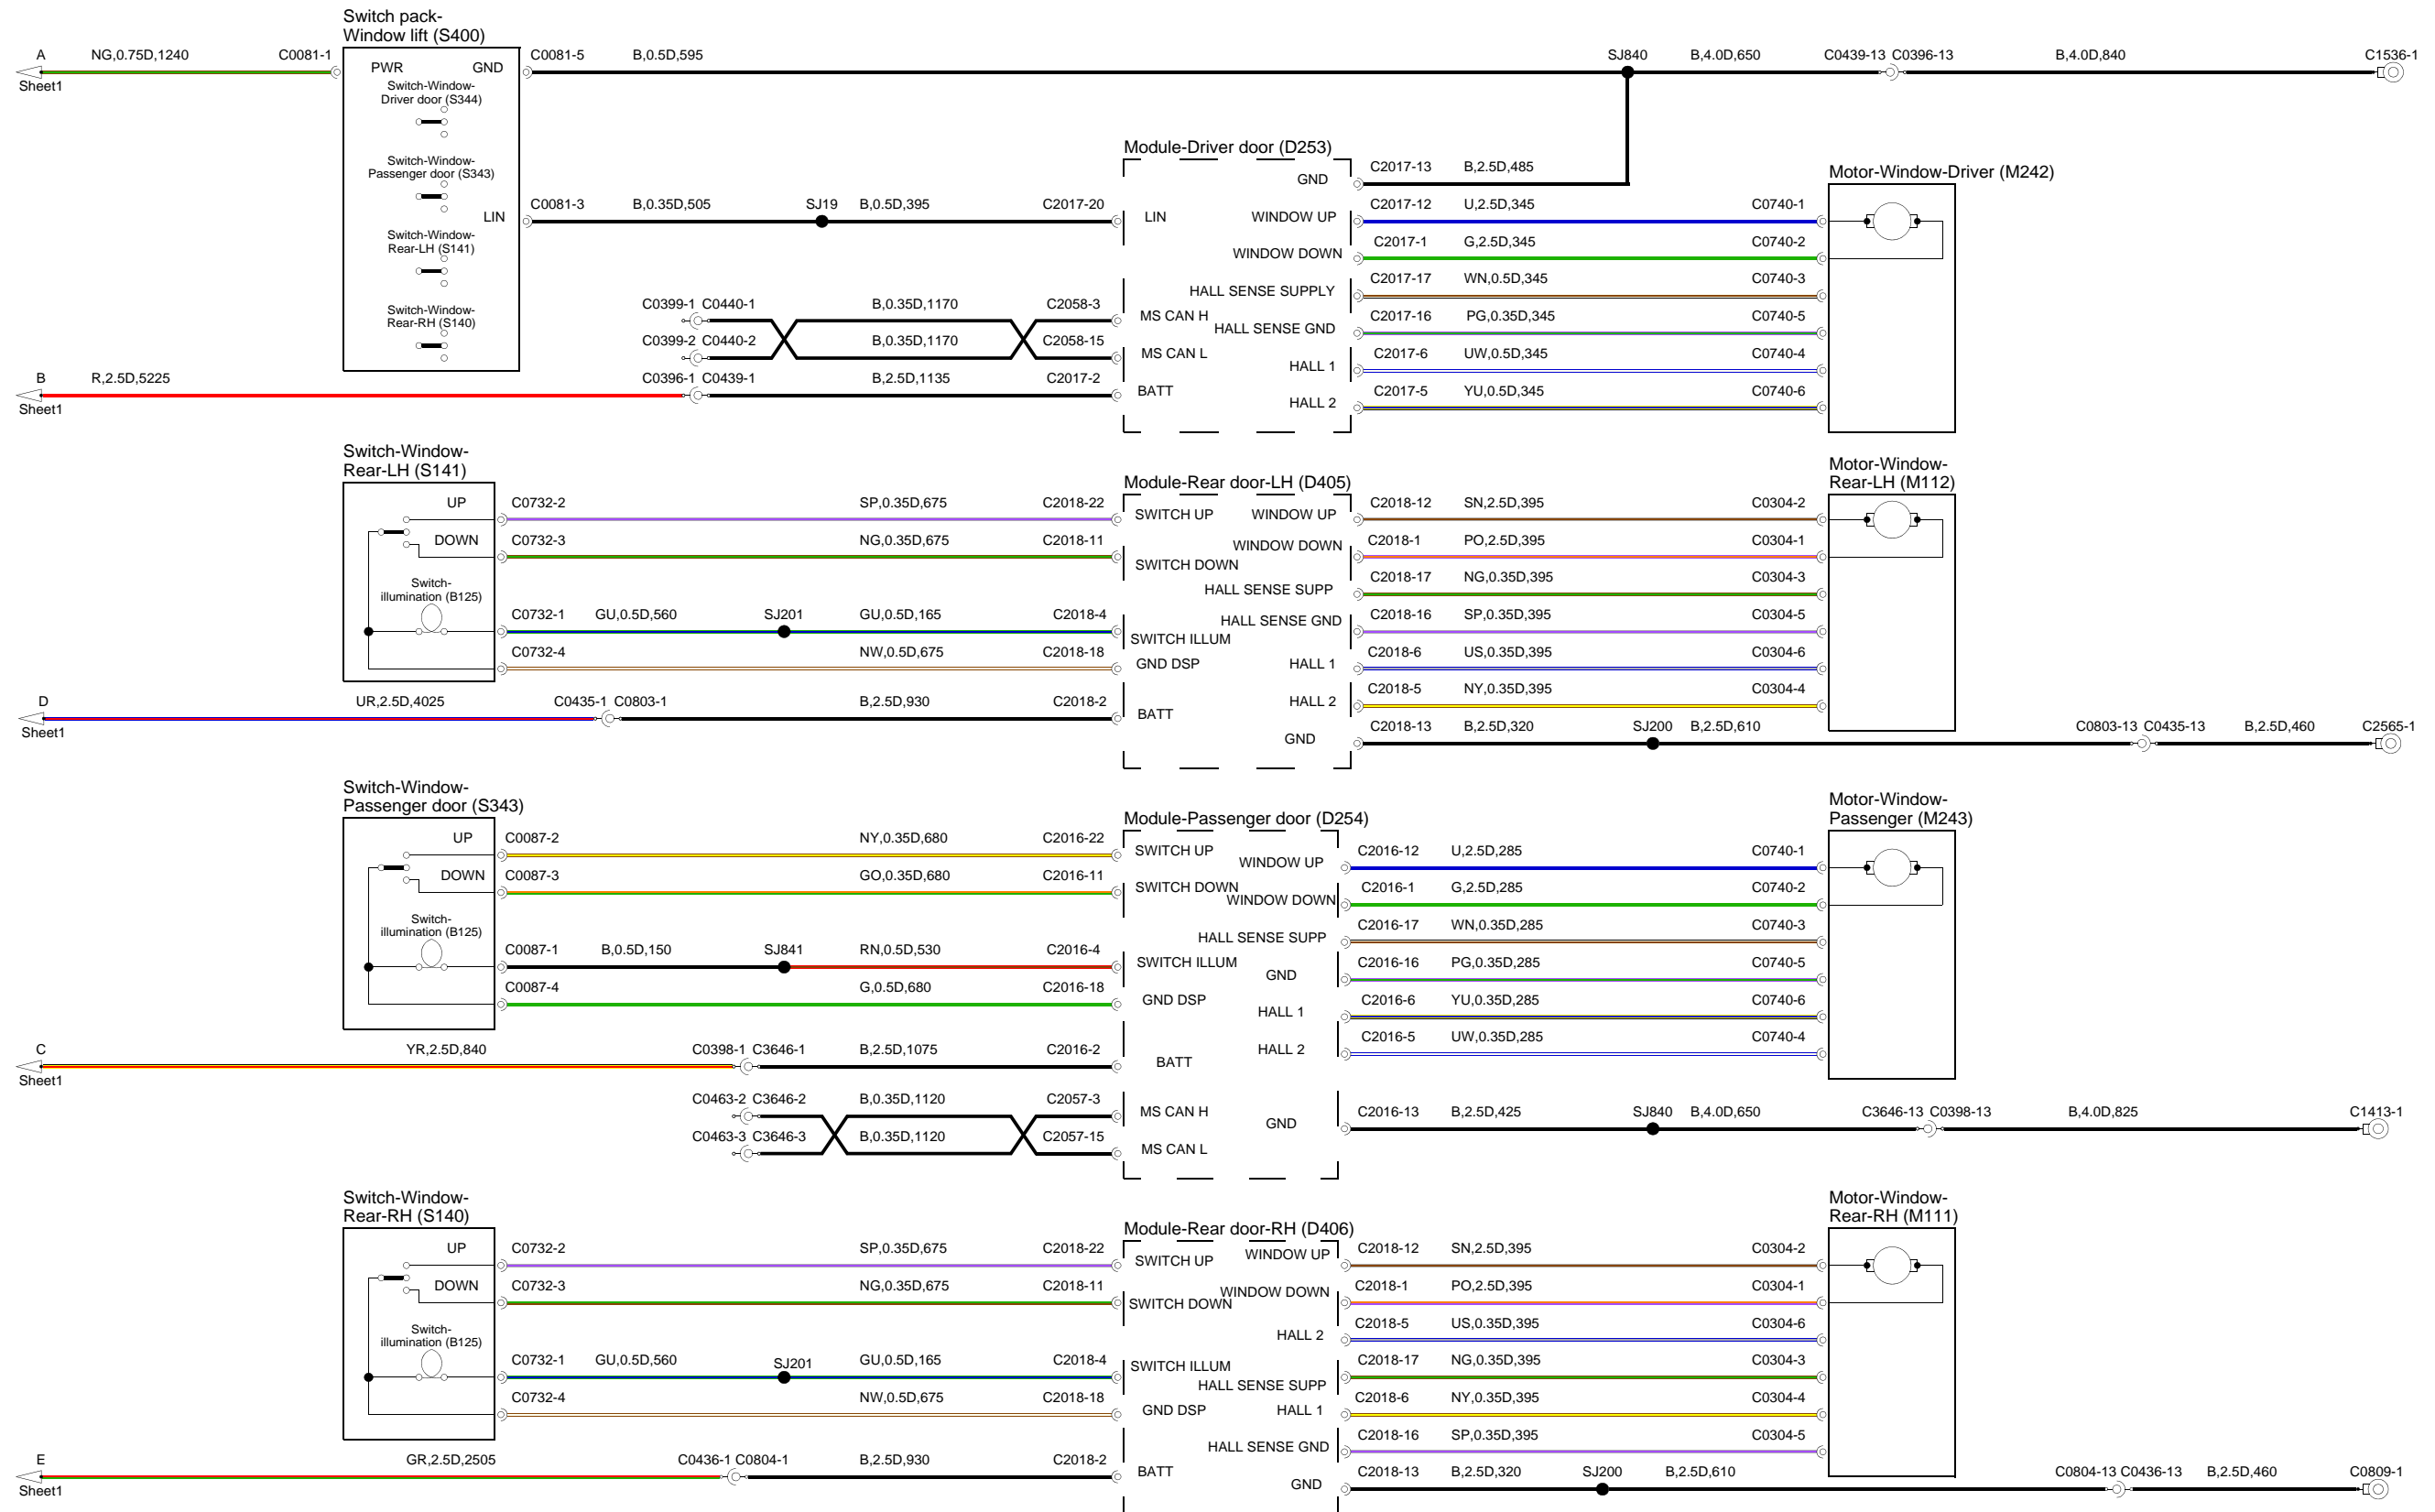 Switch pack-
Window lift (S400)
A NG,0.75D,1240 C0081-1 C0081-5 B,0.5D,595 SJ840 B,4.0D,650 C0439-13 C0396-13 B,4.0D,840 C1536-1
Sheet1
PWR GND
Switch-Window-
Driver door (S344)
Switch-Window-
Passenger door (S343)
LIN
Switch-Window-
Rear-LH (S141)
Switch-Window-
Rear-RH (S140)
C0081-3 B,0.35D,505 SJ19 B,0.5D,395 C2017-20
C0399-1 C0440-1 B,0.35D,1170 C2058-3
C0399-2 C0440-2 B,0.35D,1170 C2058-15
B R,2.5D,5225 C0396-1 C0439-1 B,2.5D,1135 C2017-2
Sheet1
Module-Driver door (D253)
GND
LIN WINDOW UP
WINDOW DOWN
HALL SENSE SUPPLY
MS CAN H
HALL SENSE GND
MS CAN L
HALL 1
BATT
HALL 2
C2017-13 B,2.5D,485
Motor-Window-Driver (M242)
C2017-12 U,2.5D,345 C0740-1
C2017-1 G,2.5D,345 C0740-2
C2017-17 WN,0.5D,345 C0740-3
C2017-16 PG,0.35D,345 C0740-5
C2017-6 UW,0.5D,345 C0740-4
C2017-5 YU,0.5D,345 C0740-6
Switch-Window-
Rear-LH (S141)
UP
DOWN
Switch-
illumination (B125)
C0732-2 SP,0.35D,675 C2018-22
C0732-3 NG,0.35D,675 C2018-11
C0732-1 GU,0.5D,560 SJ201 GU,0.5D,165 C2018-4
C0732-4 NW,0.5D,675 C2018-18
D UR,2.5D,4025 C0435-1 C0803-1 B,2.5D,930 C2018-2
Sheet1
Module-Rear door-LH (D405)
SWITCH UP WINDOW UP
WINDOW DOWN
SWITCH DOWN
HALL SENSE SUPP
HALL SENSE GND
SWITCH ILLUM
GND DSP HALL 1
HALL 2
BATT
GND
Motor-Window-
Rear-LH (M112)
C2018-12 SN,2.5D,395 C0304-2
C2018-1 PO,2.5D,395 C0304-1
C2018-17 NG,0.35D,395 C0304-3
C2018-16 SP,0.35D,395 C0304-5
C2018-6 US,0.35D,395 C0304-6
C2018-5 NY,0.35D,395 C0304-4
C2018-13 B,2.5D,320 SJ200 B,2.5D,610 C0803-13 C0435-13 B,2.5D,460 C2565-1
Switch-Window-
Passenger door (S343)
UP
DOWN
Switch-
illumination (B125)
C0087-2 NY,0.35D,680 C2016-22
C0087-3 GO,0.35D,680 C2016-11
C0087-1 B,0.5D,150 SJ841 RN,0.5D,530 C2016-4
C0087-4 G,0.5D,680 C2016-18
C YR,2.5D,840 C0398-1 C3646-1 B,2.5D,1075 C2016-2
Sheet1
C0463-2 C3646-2 B,0.35D,1120 C2057-3
C0463-3 C3646-3 B,0.35D,1120 C2057-15
Module-Passenger door (D254)
SWITCH UP
WINDOW UP
SWITCH DOWN
WINDOW DOWN
HALL SENSE SUPP
SWITCH ILLUM
GND
GND DSP
HALL 1
HALL 2
BATT
MS CAN H
GND
MS CAN L
Motor-Window-
Passenger (M243)
C2016-12 U,2.5D,285 C0740-1
C2016-1 G,2.5D,285 C0740-2
C2016-17 WN,0.35D,285 C0740-3
C2016-16 PG,0.35D,285 C0740-5
C2016-6 YU,0.35D,285 C0740-6
C2016-5 UW,0.35D,285 C0740-4
C2016-13 B,2.5D,425 SJ840 B,4.0D,650 C3646-13 C0398-13 B,4.0D,825 C1413-1
Switch-Window-
Rear-RH (S140)
UP
DOWN
Switch-
illumination (B125)
C0732-2 SP,0.35D,675 C2018-22
C0732-3 NG,0.35D,675 C2018-11
C0732-1 GU,0.5D,560 SJ201 GU,0.5D,165 C2018-4
C0732-4 NW,0.5D,675 C2018-18
E GR,2.5D,2505 C0436-1 C0804-1 B,2.5D,930 C2018-2
Sheet1
Module-Rear door-RH (D406)
SWITCH UP WINDOW UP
WINDOW DOWN
SWITCH DOWN
HALL 2
SWITCH ILLUM
HALL SENSE SUPP
GND DSP HALL 1
HALL SENSE GND
BATT
GND
Motor-Window-
Rear-RH (M111)
C2018-12 SN,2.5D,395 C0304-2
C2018-1 PO,2.5D,395 C0304-1
C2018-5 US,0.35D,395 C0304-6
C2018-17 NG,0.35D,395 C0304-3
C2018-6 NY,0.35D,395 C0304-4
C2018-16 SP,0.35D,395 C0304-5
C2018-13 B,2.5D,320 SJ200 B,2.5D,610 C0804-13 C0436-13 B,2.5D,460 C0809-1